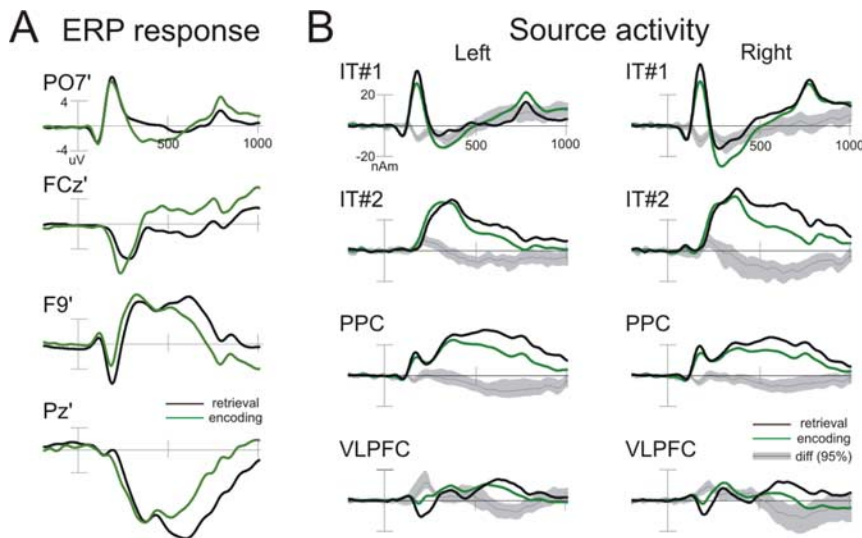 A ERP response
PO7'
4
-4
uV
500
1000
FCz'
F9'
retrieval
encoding
Pz'
B Source activity
Left
Right
IT#1
IT#1
20
-20
nAm
500
1000
500
1000
IT#2
IT#2
PPC
PPC
VLPFC
VLPFC
retrieval
encoding
diff (95%)